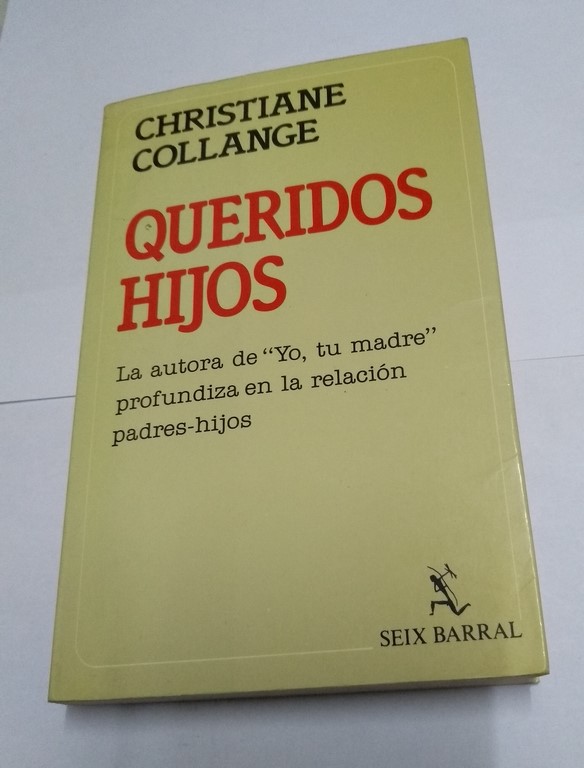 CHRISTIANE
COLLANGE
QUERIDOS
HIJOS
La autora de “Yo, tu madre”
profundiza en la relación
padres-hijos
SEIX BARRAL